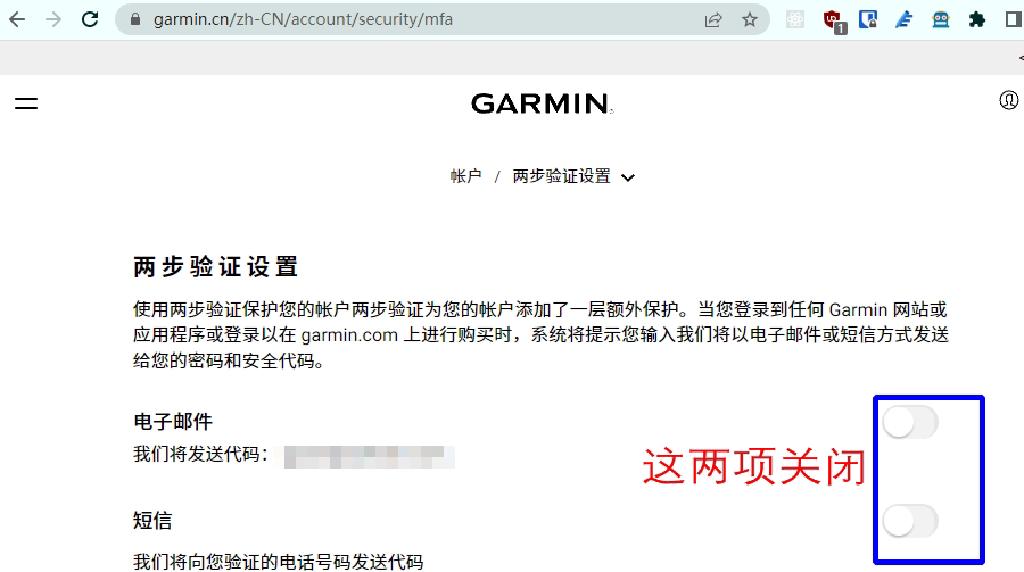 garmin.cn/zh-CN/account/security/mfa
1
GARMIN
帐户 / 两步验证设置
两步验证设置
使用两步验证保护您的帐户两步验证为您的帐户添加了一层额外保护。当您登录到任何 Garmin 网站或
应用程序或登录以在 garmin.com 上进行购买时，系统将提示您输入我们将以电子邮件或短信方式发送
给您的密码和安全代码。
电子邮件
我们将发送代码：
这两项关闭
短信
我们将向您验证的电话号码发送代码